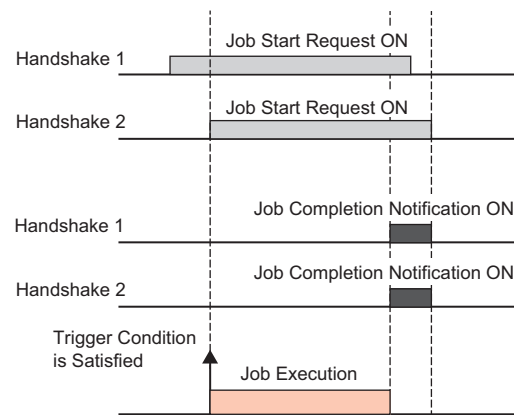 Job Start Request ON
Handshake 1
Job Start Request ON
Handshake 2
Job Completion Notification ON
Handshake 1
Job Completion Notification ON
Handshake 2
Trigger Condition
is Satisfied
Job Execution